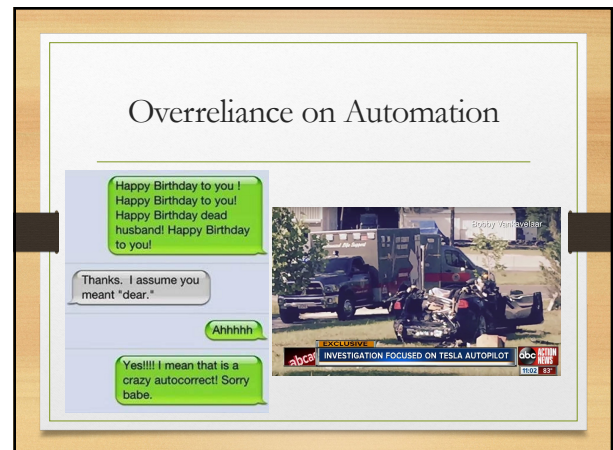 Overreliance on Automation
Happy Birthday to you !
Happy Birthday to you!
Happy Birthday dead
husband! Happy Birthday
to you!
Thanks. I assume you
meant "dear."
Ahhhhh
Yes!!!! I mean that is a
crazy autocorrect! Sorry
babe.
Bobby Vankavelaar
EXCLUSIVE
INVESTIGATION FOCUSED ON TESLA AUTOPILOT
abc ACTION
NEWS
11:02 83°